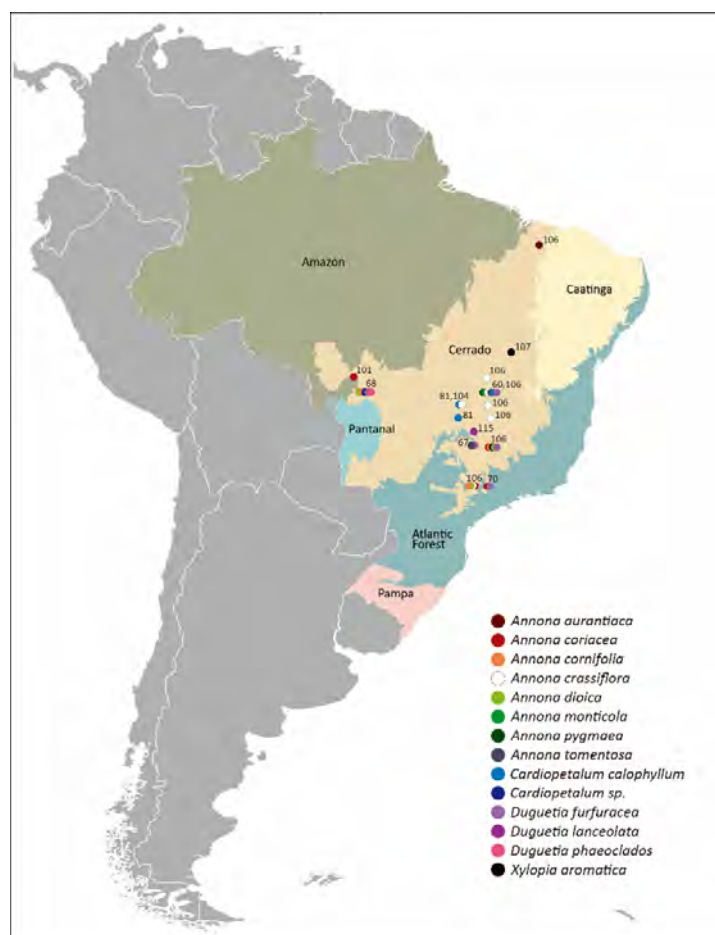 Amazon
106
Caatinga
Cerrado
107
101
106
68
60,106
81,104
106
Pantanal
81
106
115
67
106
106
70
Atlantic
Forest
Pampa
Annona aurantiaca
Annona coriacea
Annona cornifolia
Annona crassiflora
Annona dioica
Annona monticola
Annona pygmaea
Annona tomentosa
Cardiopetalum calophyllum
Cardiopetalum sp.
Duguetia furfuracea
Duguetia lanceolata
Duguetia phaeoclados
Xylopia aromatica